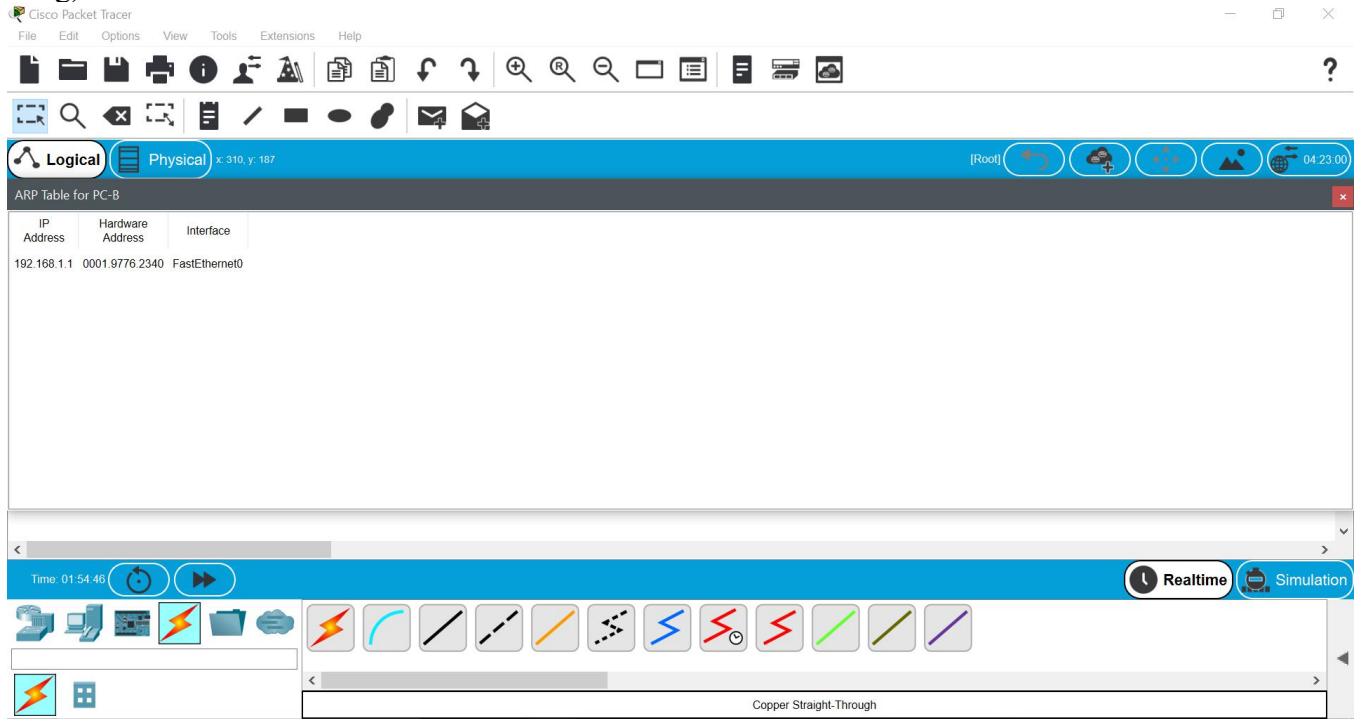 Cisco Packet Tracer
File Edit Options View Tools Extensions Help
i R ?
Logical Physical x: 310, y: 187 [Root] 04:23:00
ARP Table for PC-B
IP Address Hardware Address Interface
192.168.1.1 0001.9776.2340 FastEthernet0
Time: 01:54:46 Realtime Simulation
Copper Straight-Through